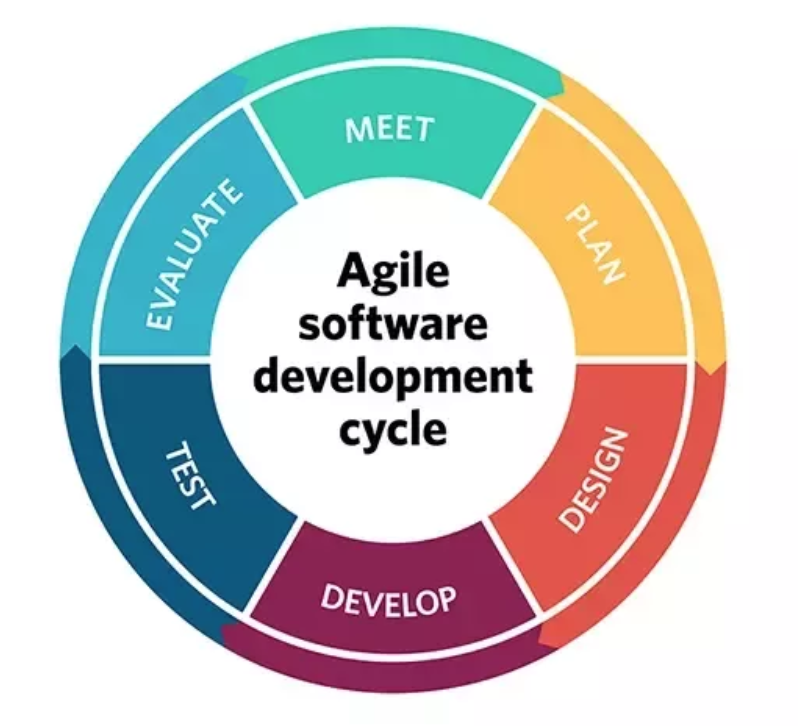 Agile
software
development
cycle
MEET
PLAN
DESIGN
DEVELOP
TEST
EVALUATE